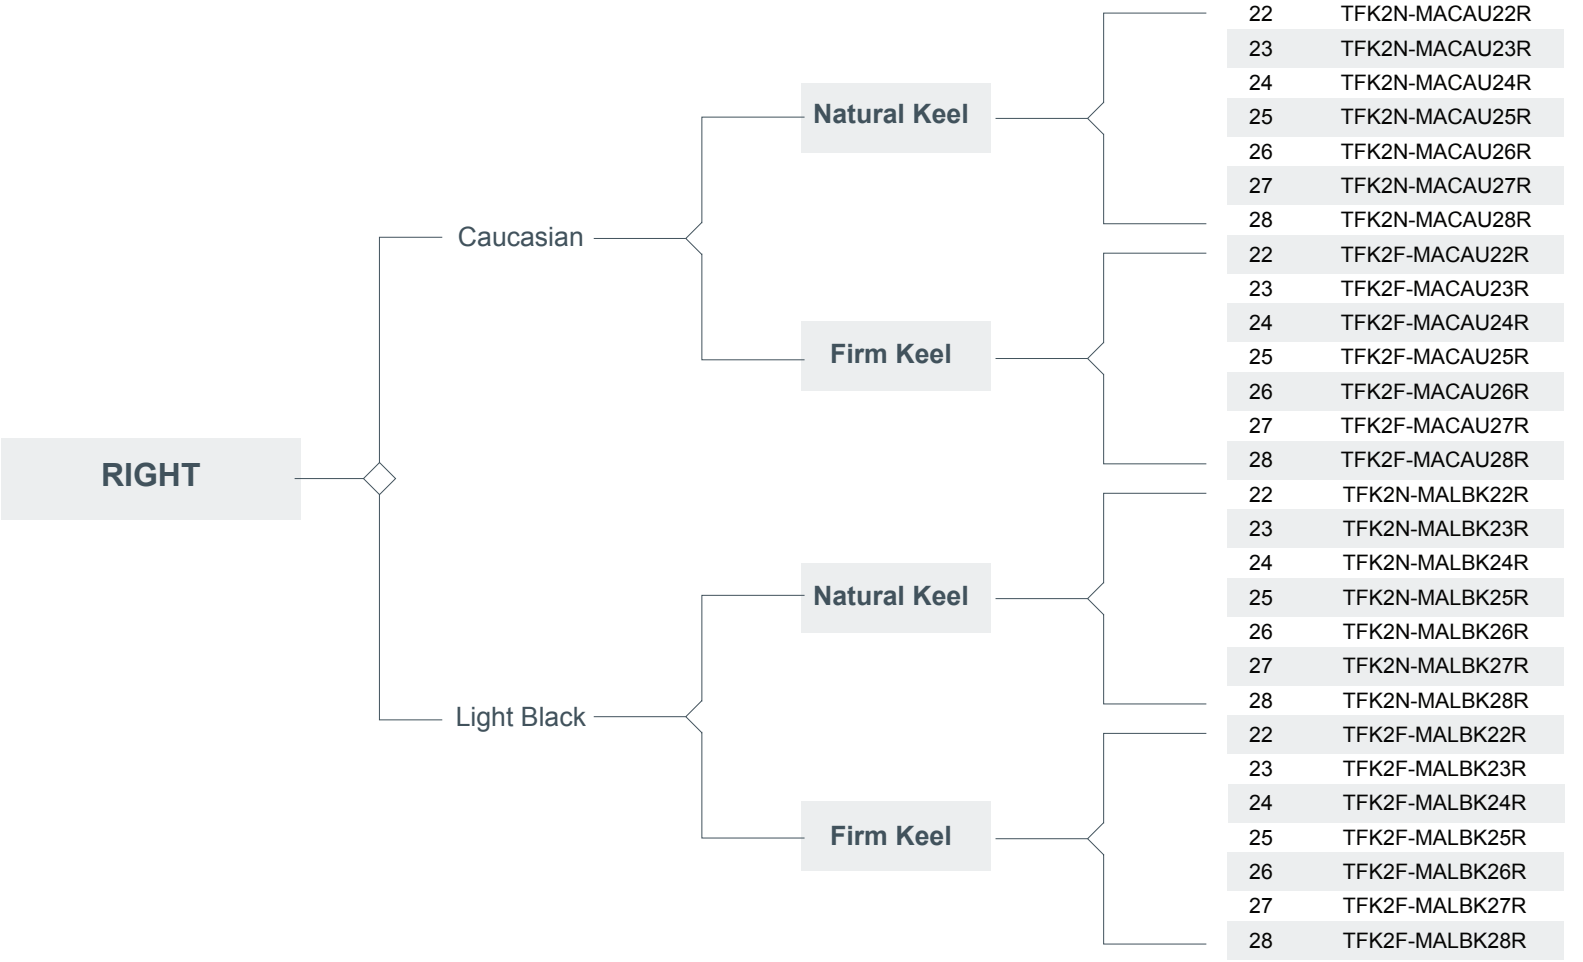 RIGHT
Caucasian
Natural Keel
22 TFK2N-MACAU22R
23 TFK2N-MACAU23R
24 TFK2N-MACAU24R
25 TFK2N-MACAU25R
26 TFK2N-MACAU26R
27 TFK2N-MACAU27R
28 TFK2N-MACAU28R
Firm Keel
22 TFK2F-MACAU22R
23 TFK2F-MACAU23R
24 TFK2F-MACAU24R
25 TFK2F-MACAU25R
26 TFK2F-MACAU26R
27 TFK2F-MACAU27R
28 TFK2F-MACAU28R
Light Black
Natural Keel
22 TFK2N-MALBK22R
23 TFK2N-MALBK23R
24 TFK2N-MALBK24R
25 TFK2N-MALBK25R
26 TFK2N-MALBK26R
27 TFK2N-MALBK27R
28 TFK2N-MALBK28R
Firm Keel
22 TFK2F-MALBK22R
23 TFK2F-MALBK23R
24 TFK2F-MALBK24R
25 TFK2F-MALBK25R
26 TFK2F-MALBK26R
27 TFK2F-MALBK27R
28 TFK2F-MALBK28R